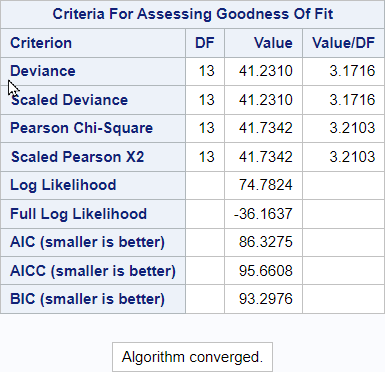 Criteria For Assessing Goodness Of Fit
Criterion DF Value Value/DF
Deviance 13 41.2310 3.1716
Scaled Deviance 13 41.2310 3.1716
Pearson Chi-Square 13 41.7342 3.2103
Scaled Pearson X2 13 41.7342 3.2103
Log Likelihood 74.7824
Full Log Likelihood -36.1637
AIC (smaller is better) 86.3275
AICC (smaller is better) 95.6608
BIC (smaller is better) 93.2976
Algorithm converged.